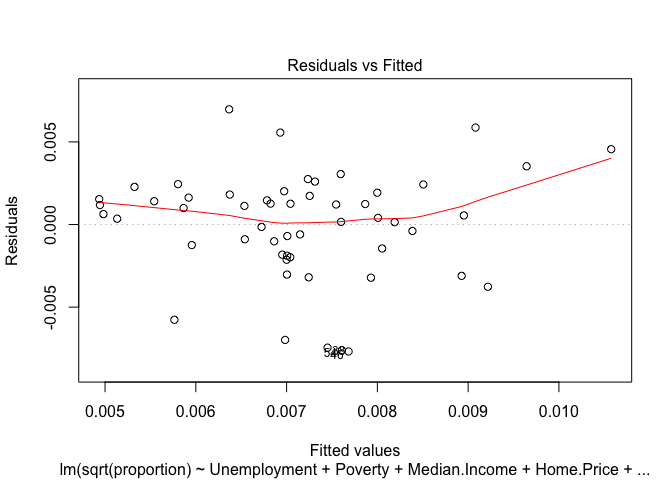 Residuals vs Fitted
Residuals
0.005
0.000
-0.005
0.005
0.006
0.007
0.008
0.009
0.010
Fitted values
lm(sqrt(proportion) ~ Unemployment + Poverty + Median.Income + Home.Price + ...